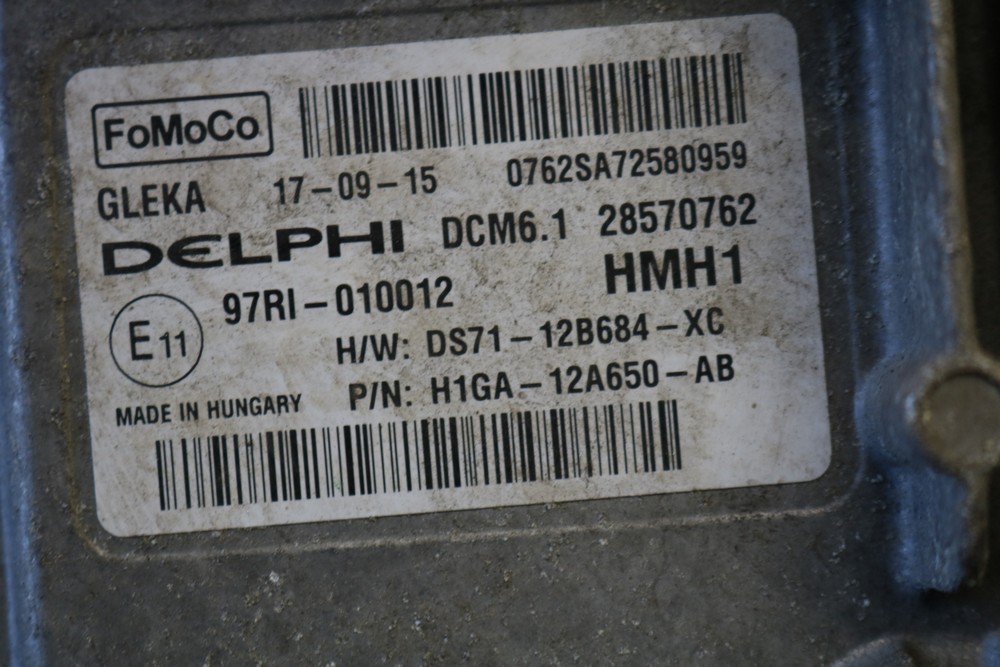 FoMoCo
GLEKA 17-09-15 0762SA72580959
DELPHI DCM6.1 28570762
97RI-010012 HMH1
E11
H/W: DS71-12B684-XC
P/N: H1GA-12A650-AB
MADE IN HUNGARY